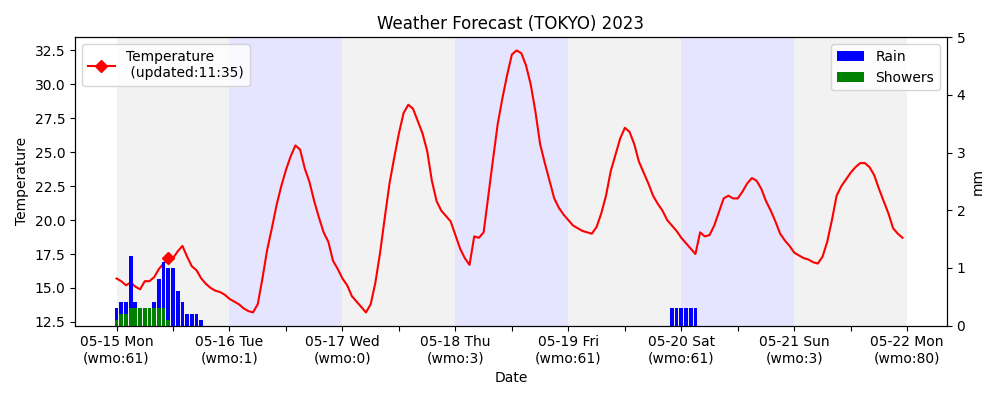 Weather Forecast (TOKYO) 2023
Temperature
(updated:11:35)
Rain
Showers
32.5
30.0
27.5
25.0
22.5
20.0
17.5
15.0
12.5
Temperature
5
4
3
2
1
0
mm
05-15 Mon
(wmo:61)
05-16 Tue
(wmo:1)
05-17 Wed
(wmo:0)
05-18 Thu
(wmo:3)
05-19 Fri
(wmo:61)
05-20 Sat
(wmo:61)
05-21 Sun
(wmo:3)
05-22 Mon
(wmo:80)
Date